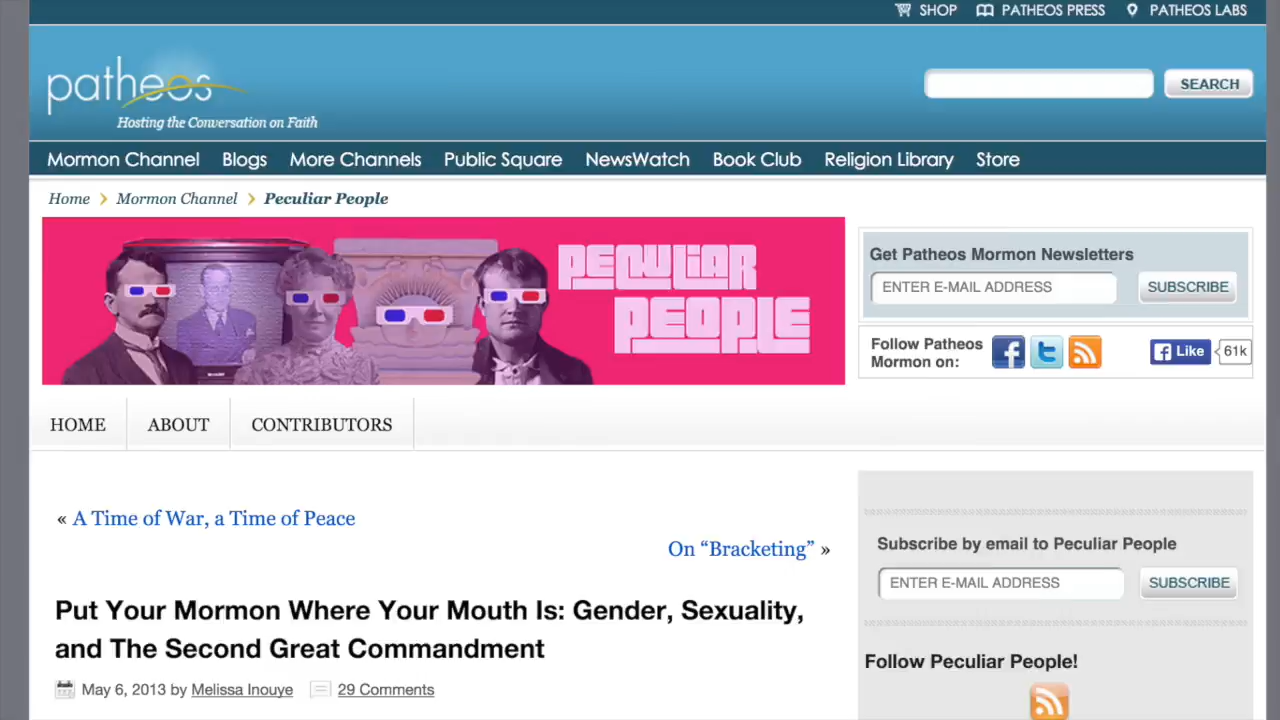 SHOP PATHEOS PRESS PATHEOS LABS
patheos
Hosting the Conversation on Faith
SEARCH
Mormon Channel Blogs More Channels Public Square NewsWatch Book Club Religion Library Store
Home Mormon Channel Peculiar People
PECULIAR
PEOPLE
Get Patheos Mormon Newsletters
ENTER E-MAIL ADDRESS SUBSCRIBE
Follow Patheos
Mormon on:
Like 61k
HOME ABOUT CONTRIBUTORS
« A Time of War, a Time of Peace
On “Bracketing” »
Put Your Mormon Where Your Mouth Is: Gender, Sexuality,
and The Second Great Commandment
May 6, 2013 by Melissa Inouye 29 Comments
Subscribe by email to Peculiar People
ENTER E-MAIL ADDRESS SUBSCRIBE
Follow Peculiar People!